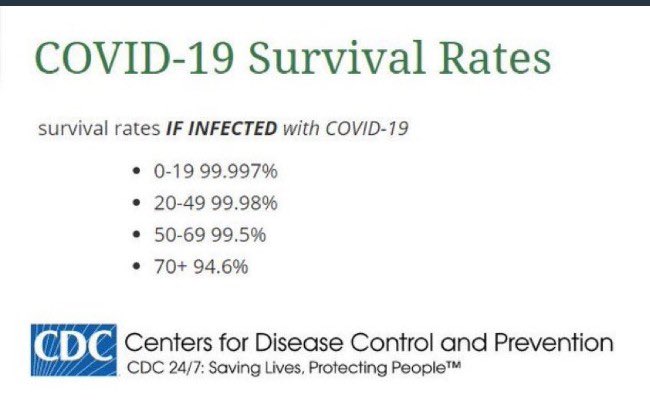 COVID-19 Survival Rates
survival rates IF INFECTED with COVID-19
• 0-19 99.997%
• 20-49 99.98%
• 50-69 99.5%
• 70+ 94.6%
CDC Centers for Disease Control and Prevention
CDC 24/7: Saving Lives, Protecting People™